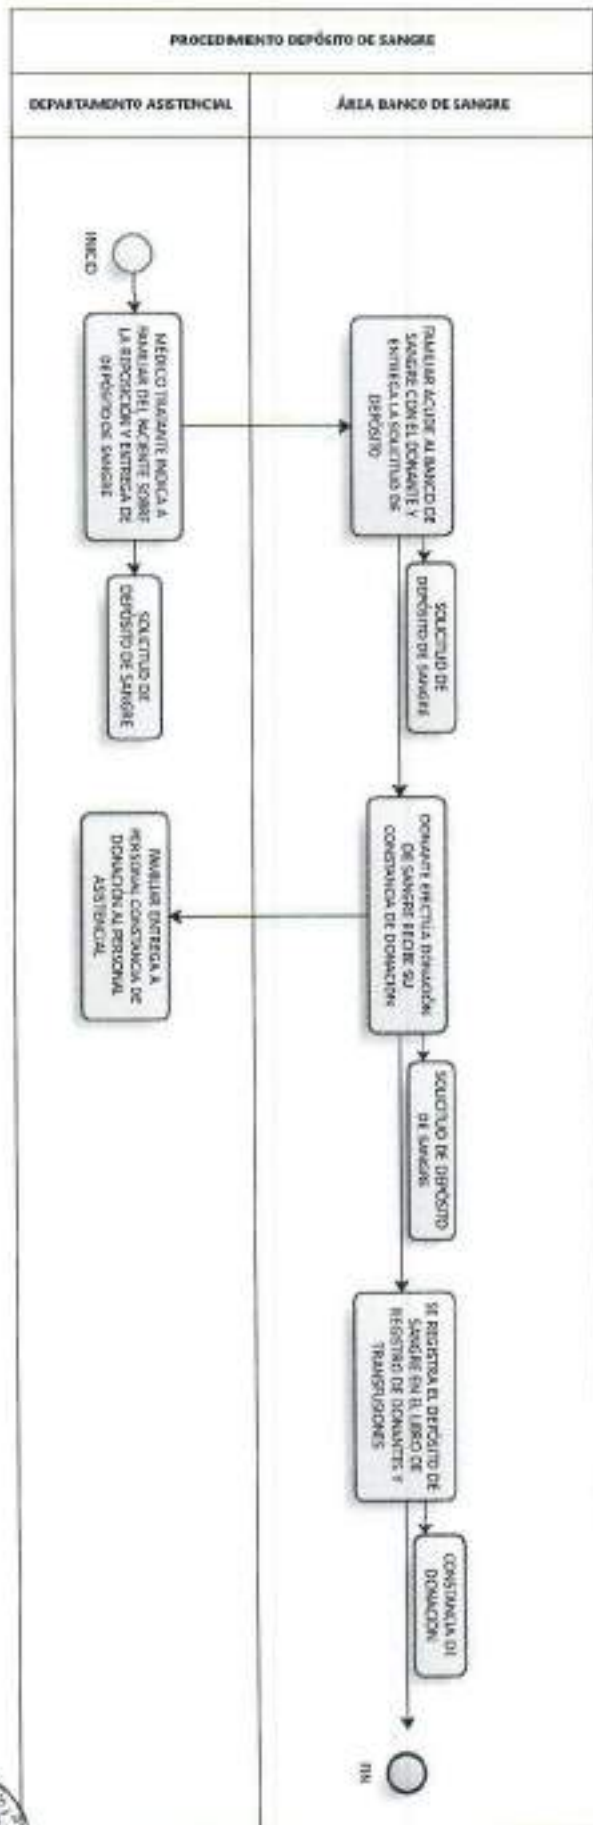 PROCEDIMIENTO DEPÓSITO DE SANGRE
DEPARTAMENTO ASISTENCIAL
ÁREA BANCO DE SANGRE
INICIO
MÉDICO TRATANTE INDICA A
FAMILIAR DEL PACIENTE SOBRE
LA REPOSICIÓN Y ENTREGA DE
DEPÓSITO DE SANGRE
SOLICITUD DE
DEPÓSITO DE SANGRE
FAMILIAR ACUDE AL BANCO DE
SANGRE CON EL DONANTE Y
ENTREGA LA SOLICITUD DE
DEPÓSITO
SOLICITUD DE
DEPÓSITO DE SANGRE
DONANTE EFECTÚA DONACIÓN
DE SANGRE RECIBE SU
CONSTANCIA DE DONACION
SOLICITUD DE DEPÓSITO
DE SANGRE
FAMILIAR ENTREGA A
PERSONAL CONSTANCIA DE
DONACIÓN AL PERSONAL
ASISTENCIAL
SE REGISTRA EL DEPÓSITO DE
SANGRE EN EL LIBRO DE
REGISTRO DE DONANTES Y
TRANSFUSIONES
CONSTANCIA DE
DONACIÓN
FIN